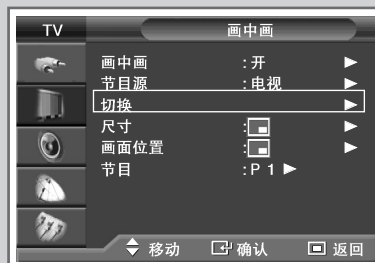 TV 画中画
画中画 :开 ▶
节目源 :电视 ▶
切换 ▶
尺寸 : ▶
画面位置 : ▶
节目 :P 1 ▶
移动 确认 返回